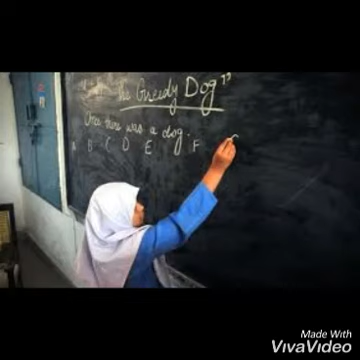 "The Greedy Dog"
Once there was a dog.
A B C D E F
Made With
VivaVideo